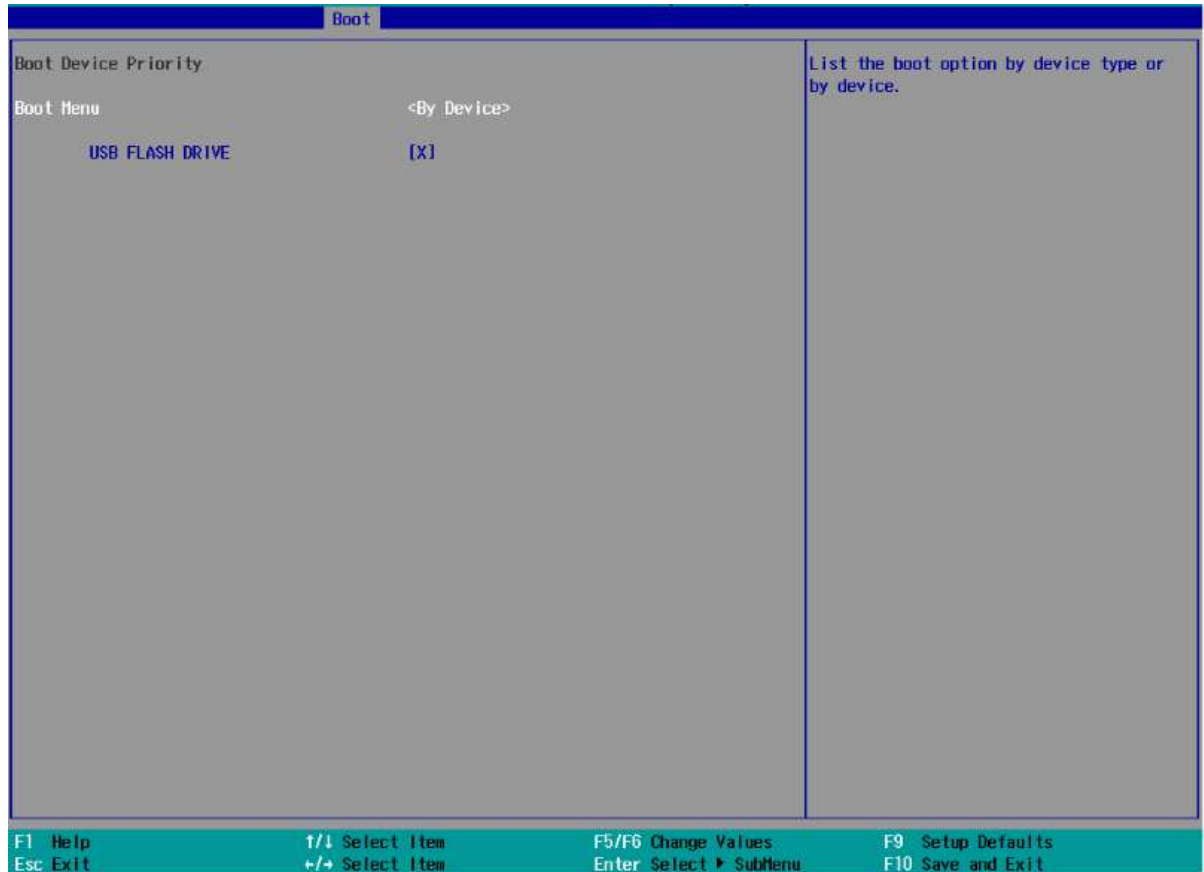 Boot
Boot Device Priority
Boot Menu <By Device>
USB FLASH DRIVE [X]
List the boot option by device type or
by device.
F1 Help ↑/↓ Select Item F5/F6 Change Values F9 Setup Defaults
Esc Exit ←/→ Select Item Enter Select ▶ SubMenu F10 Save and Exit